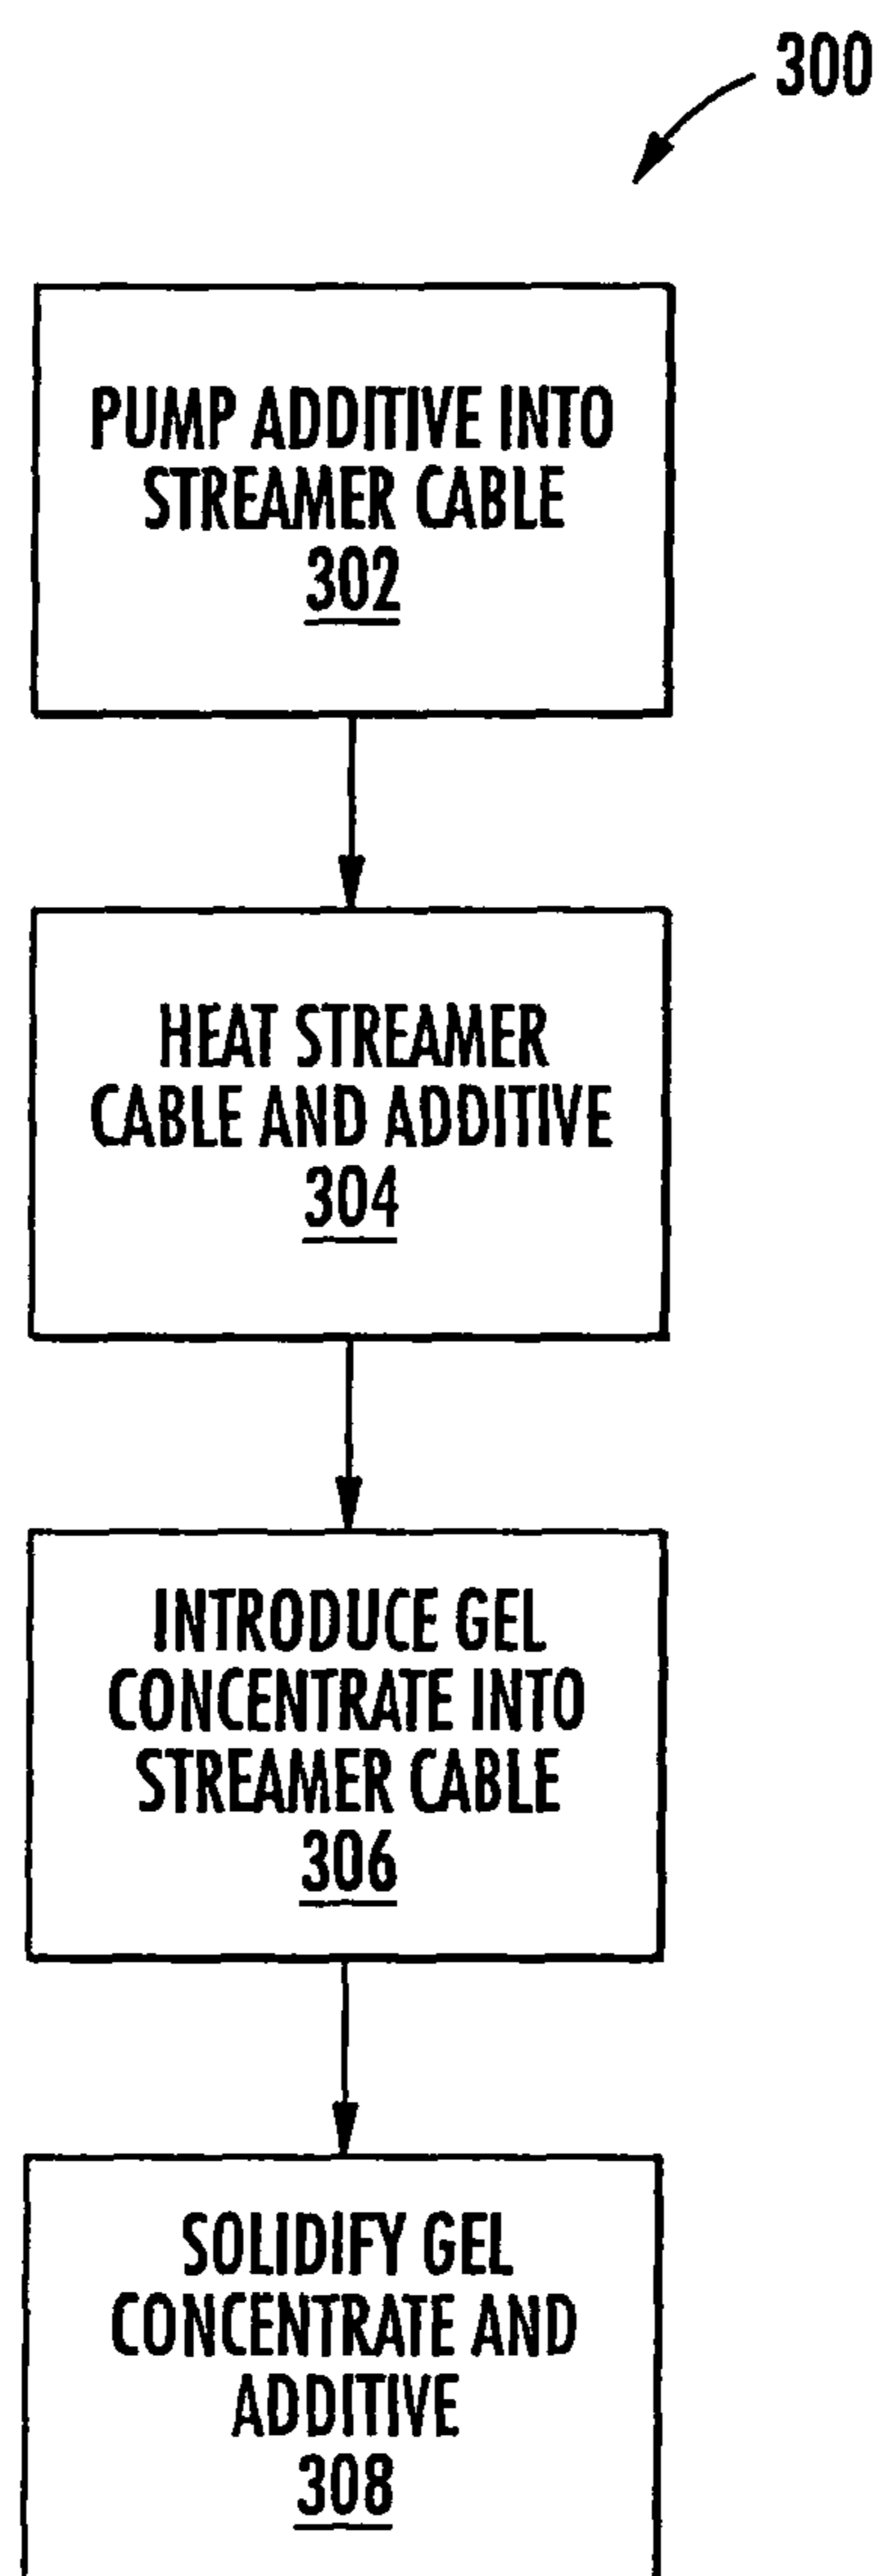 300
PUMP ADDITIVE INTO
STREAMER CABLE
302
HEAT STREAMER
CABLE AND ADDITIVE
304
INTRODUCE GEL
CONCENTRATE INTO
STREAMER CABLE
306
SOLIDIFY GEL
CONCENTRATE AND
ADDITIVE
308